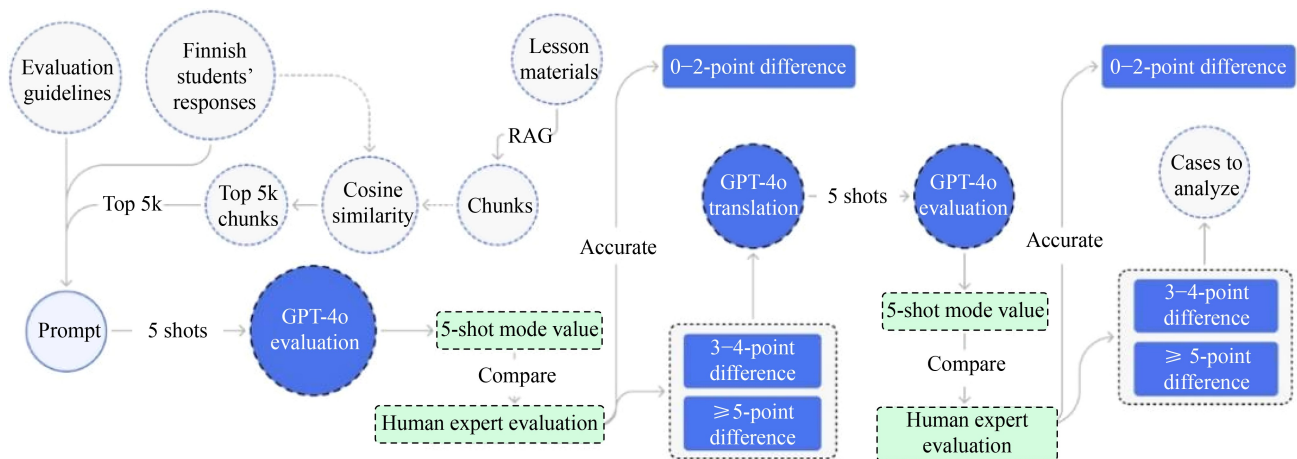 Evaluation
guidelines
Finnish
students’
responses
Lesson
materials
RAG
Top 5k
Top 5k
chunks
Cosine
similarity
Chunks
Prompt
5 shots
GPT-4o
evaluation
5-shot mode value
Compare
Human expert evaluation
Accurate
0−2-point difference
3−4-point
difference
≥5-point
difference
GPT-4o
translation
5 shots
GPT-4o
evaluation
5-shot mode value
Compare
Human expert
evaluation
Accurate
0−2-point difference
Cases to
analyze
3−4-point
difference
≥ 5-point
difference